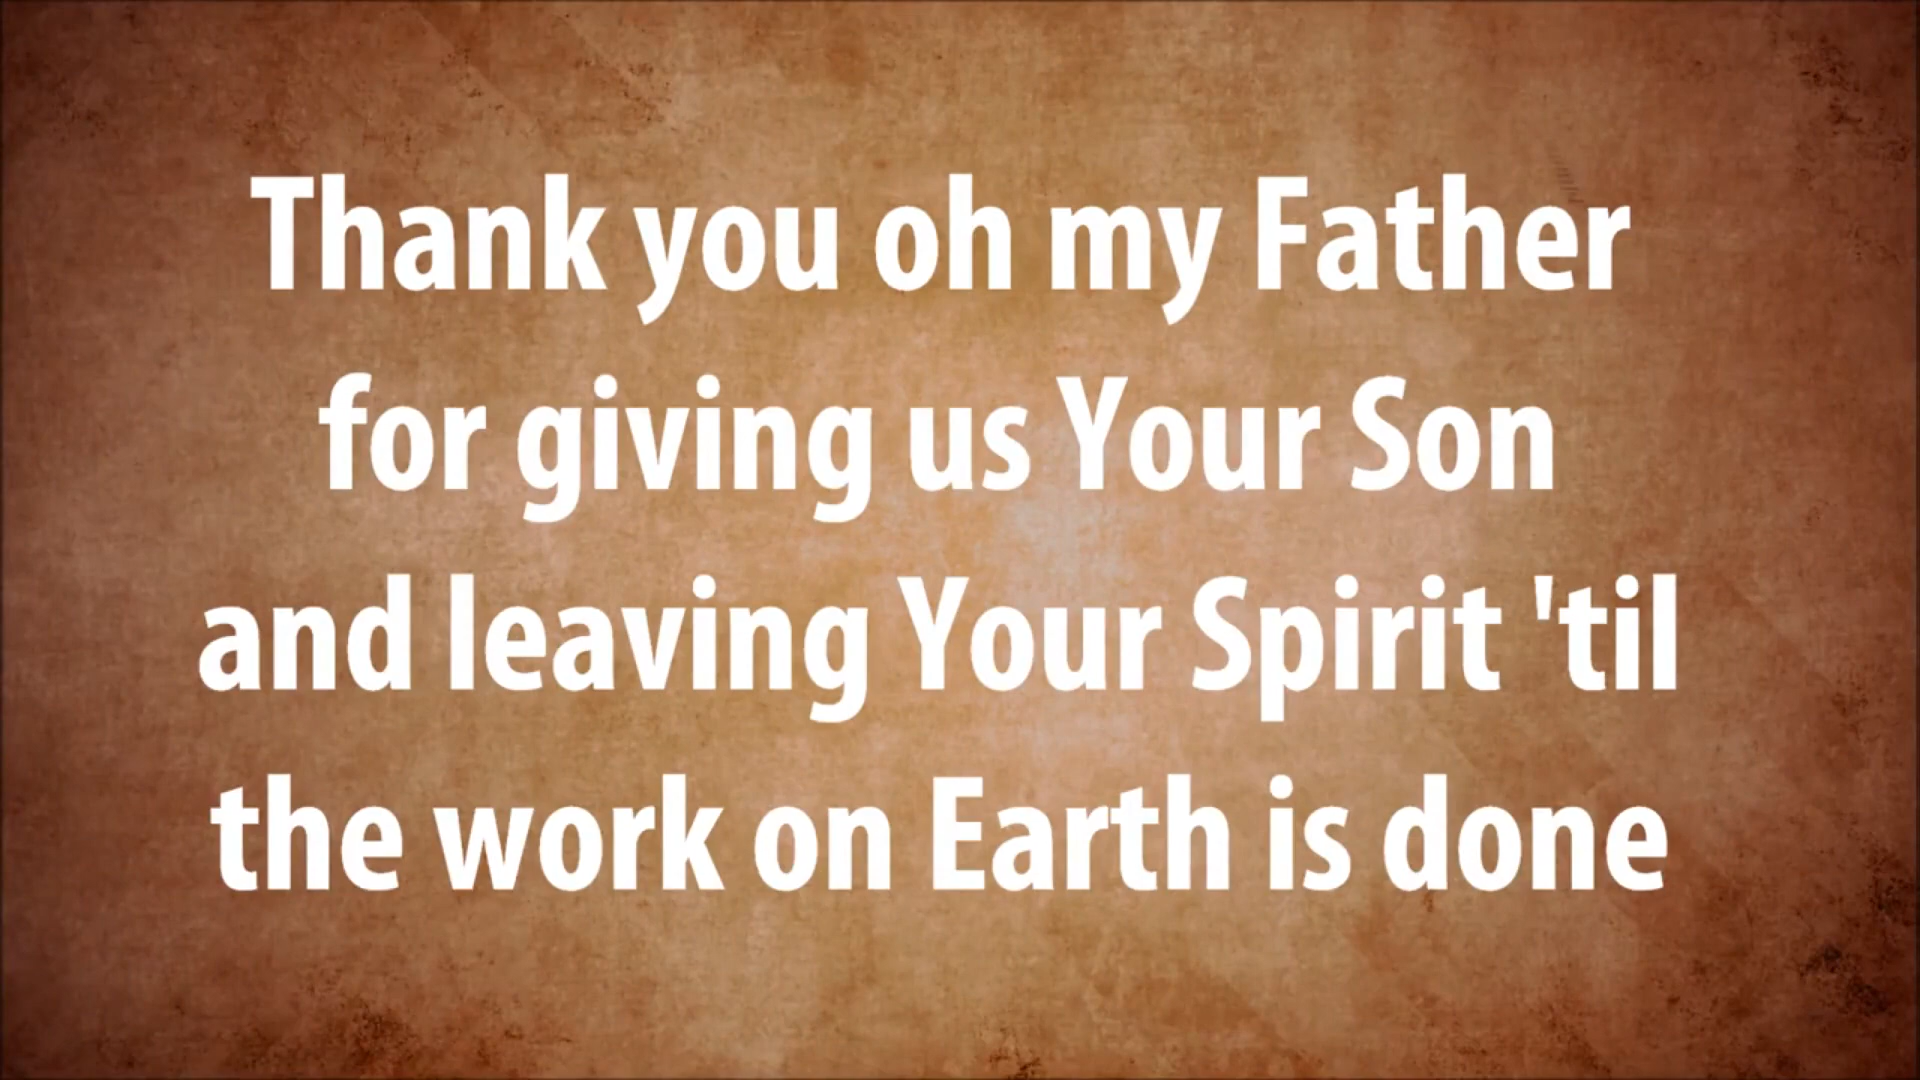 Thank you oh my Father
for giving us Your Son
and leaving Your Spirit 'til
the work on Earth is done